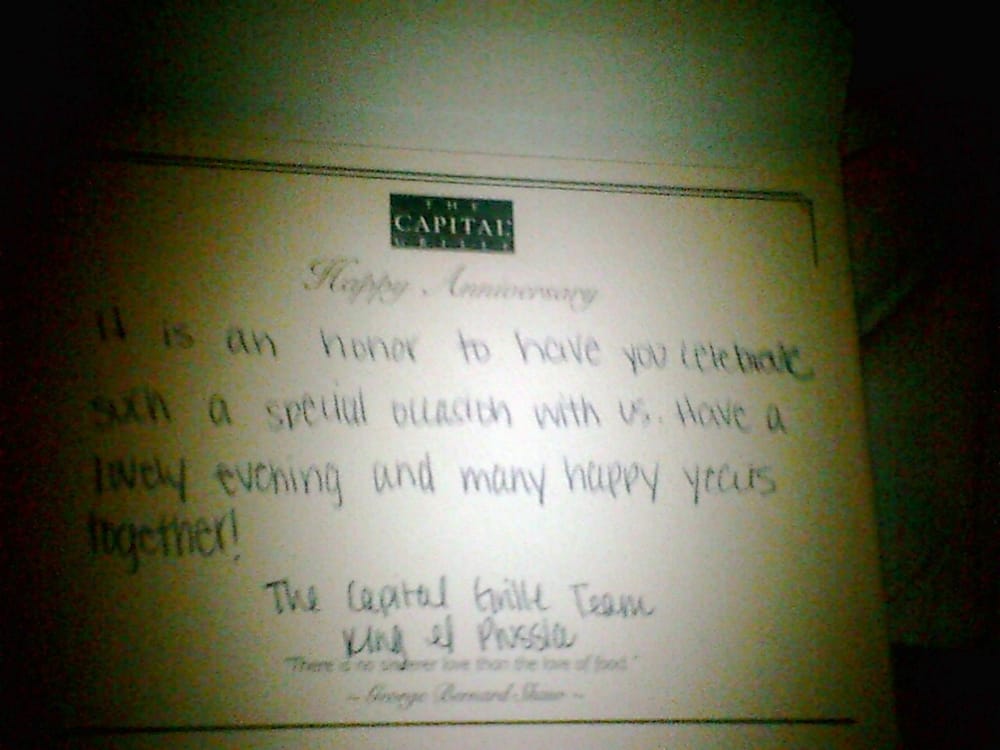 THE
CAPITAL
GRILLE
Happy Anniversary
It is an honor to have you celebrate
such a special occasion with us. Have a
lovely evening and many happy years
together!
The Capital Grille Team
King of Prussia
"There is no sincerer love than the love of food."
~ George Bernard Shaw ~